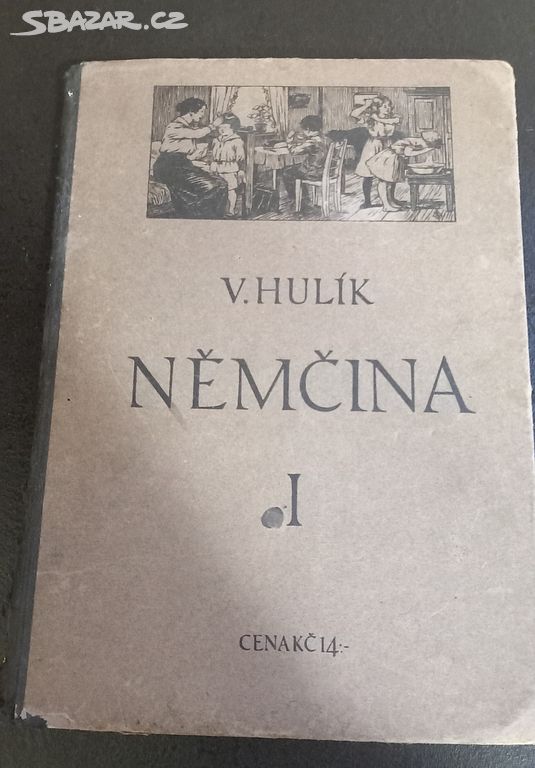 SBAZAR.CZ
V. HULÍK
NĚMČINA
I
CENA KČ 14:-